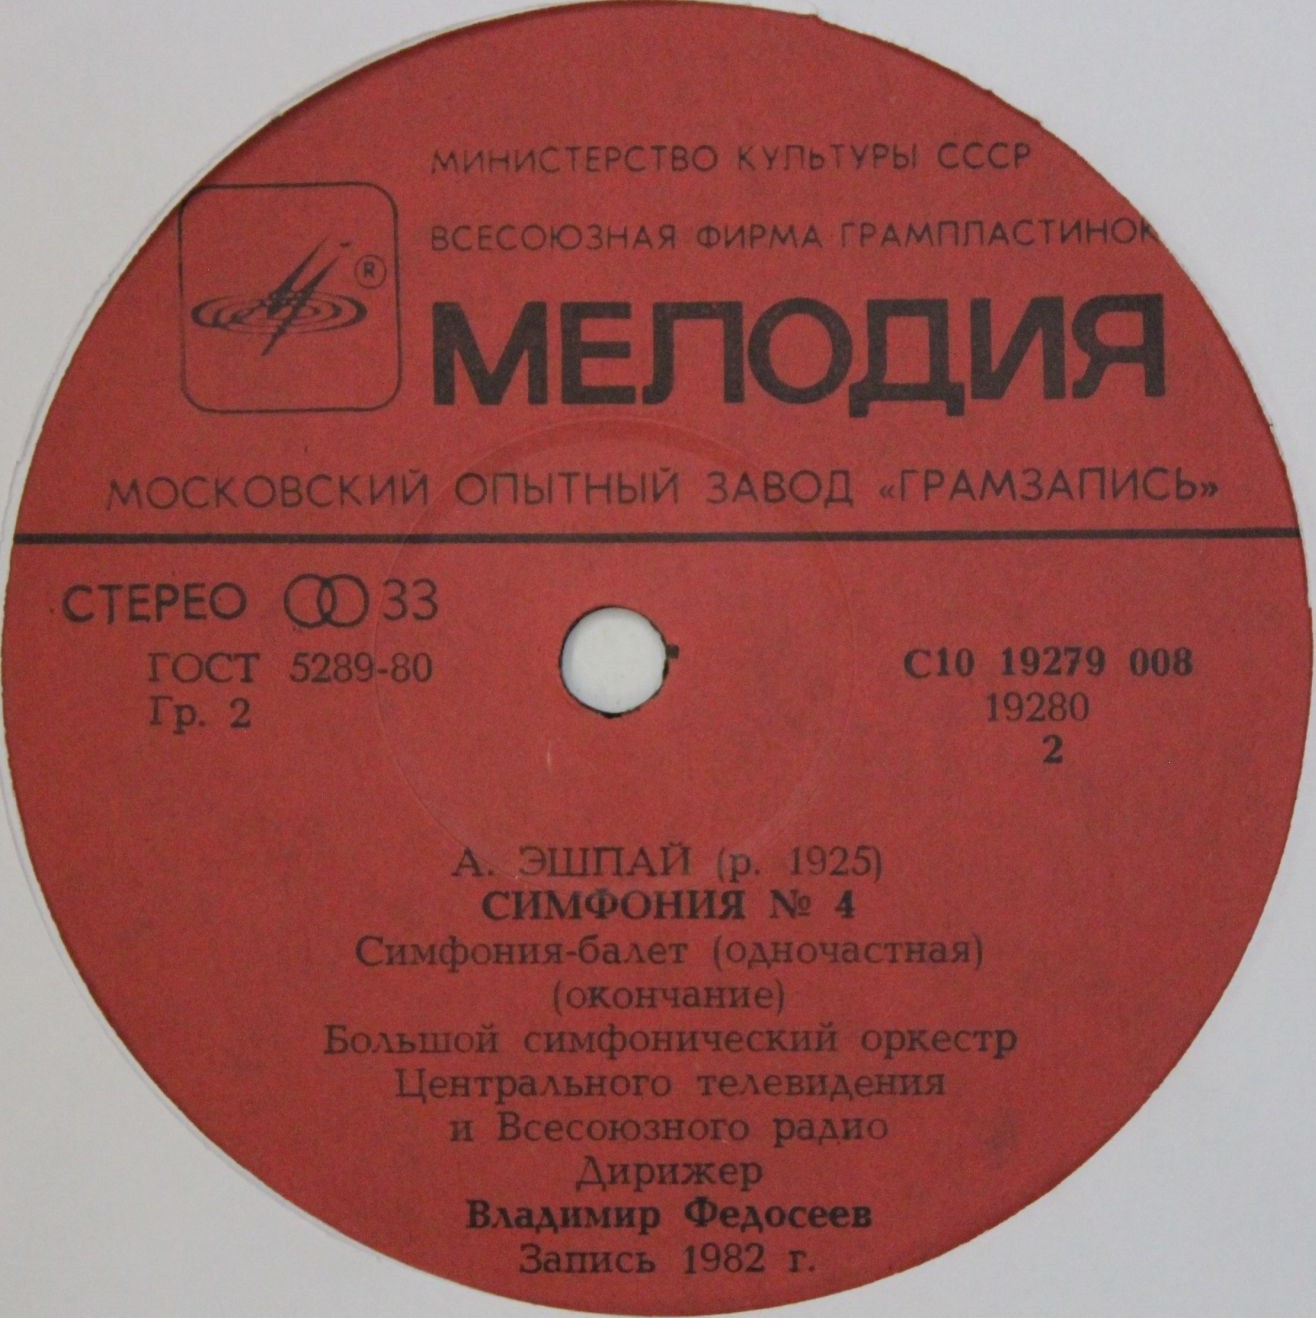 МИНИСТЕРСТВО КУЛЬТУРЫ СССР
ВСЕСОЮЗНАЯ ФИРМА ГРАМПЛАСТИНОК
®
МЕЛОДИЯ
МОСКОВСКИЙ ОПЫТНЫЙ ЗАВОД «ГРАМЗАПИСЬ»
СТЕРЕО 33
ГОСТ 5289-80
Гр. 2
С10 19279 008
19280
2
А. ЭШПАЙ (р. 1925)
СИМФОНИЯ № 4
Симфония-балет (одночастная)
(окончание)
Большой симфонический оркестр
Центрального телевидения
и Всесоюзного радио
Дирижер
Владимир Федосеев
Запись 1982 г.